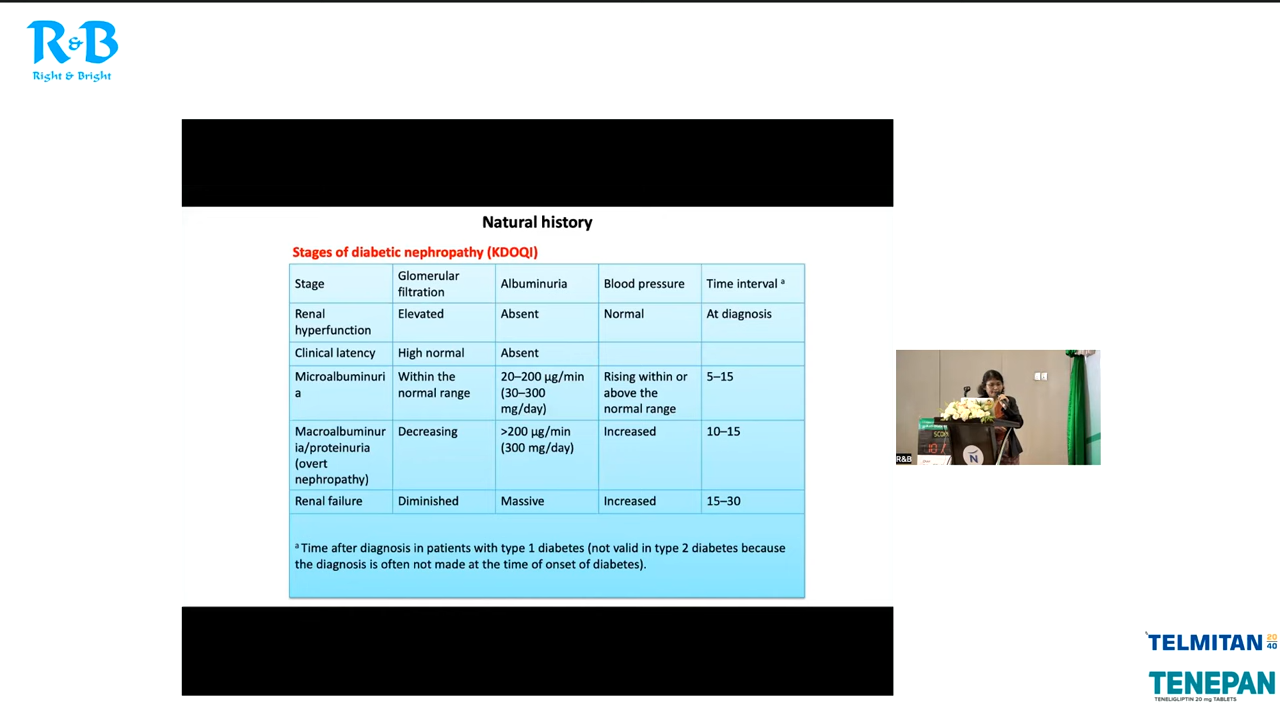 R&B
Right & Bright
Natural history
Stages of diabetic nephropathy (KDOQI)
Stage
Glomerular
filtration
Albuminuria
Blood pressure
Time interval ᵃ
Renal
hyperfunction
Elevated
Absent
Normal
At diagnosis
Clinical latency
High normal
Absent
Microalbuminuri
a
Within the
normal range
20–200 µg/min
(30–300
mg/day)
Rising within or
above the
normal range
5–15
Macroalbuminur
ia/proteinuria
(overt
nephropathy)
Decreasing
>200 µg/min
(300 mg/day)
Increased
10–15
Renal failure
Diminished
Massive
Increased
15–30
ᵃ Time after diagnosis in patients with type 1 diabetes (not valid in type 2 diabetes because
the diagnosis is often not made at the time of onset of diabetes).
R&B
N
TELMITAN 20
40
TENEPAN
TENELIGLIPTIN 20 mg TABLETS